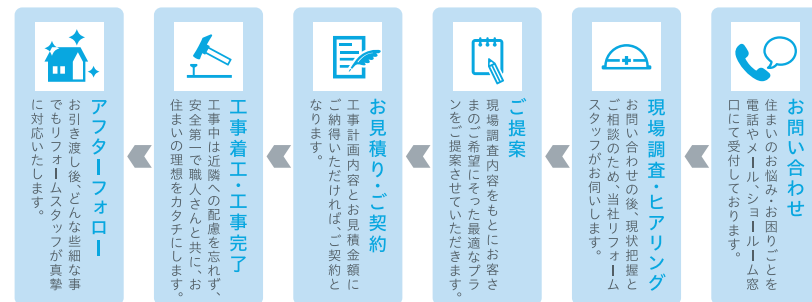 お問い合わせ
住まいのお悩み・お困りごとを
電話やメール、ショールーム窓
口にて受付しております。
現場調査・ヒアリング
お問い合わせの後、現状把握と
ご相談のため、当社リフォーム
スタッフがお伺いします。
ご提案
現場調査内容をもとにお客さ
まのご希望にそった最適なプラ
ンをご提案させていただきます。
お見積り・ご契約
工事計画内容とお見積金額に
ご納得いただければ、ご契約と
なります。
工事着工・工事完了
工事中は近隣への配慮を忘れず、
安全第一で職人さんと共に、お
住まいの理想をカタチにします。
アフターフォロー
お引き渡し後、どんな些細な事
でもリフォームスタッフが真摯
に対応いたします。